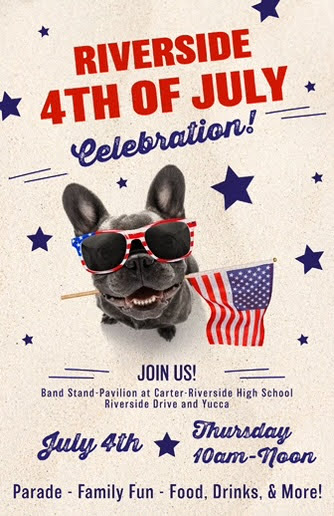 RIVERSIDE
4TH OF JULY
Celebration!
JOIN US!
Band Stand-Pavilion at Carter-Riverside High School
Riverside Drive and Yucca
July 4th
Thursday
10am-Noon
Parade - Family Fun - Food, Drinks, & More!